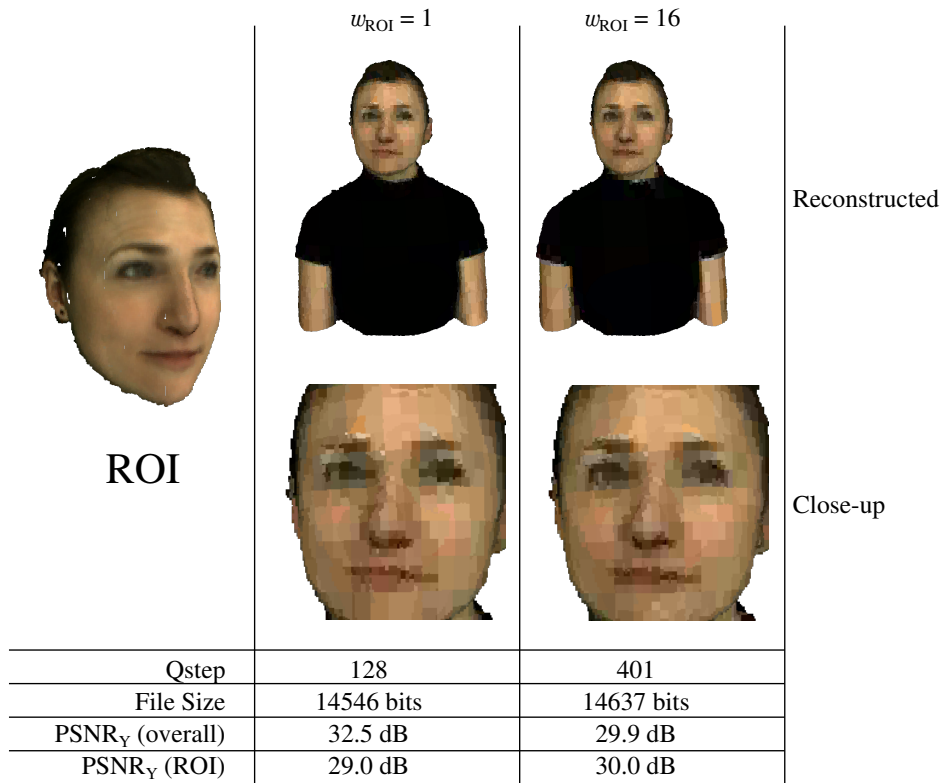 w_ROI = 1 w_ROI = 16
Reconstructed
ROI
Close-up
Qstep 128 401
File Size 14546 bits 14637 bits
PSNR_Y (overall) 32.5 dB 29.9 dB
PSNR_Y (ROI) 29.0 dB 30.0 dB